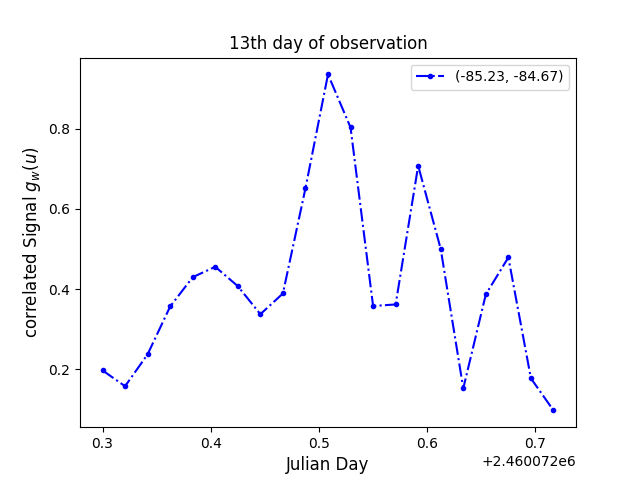 13th day of observation
(-85.23, -84.67)
correlated Signal g_w(u)
0.8
0.6
0.4
0.2
0.3 0.4 0.5 0.6 0.7
Julian Day
+2.460072e6